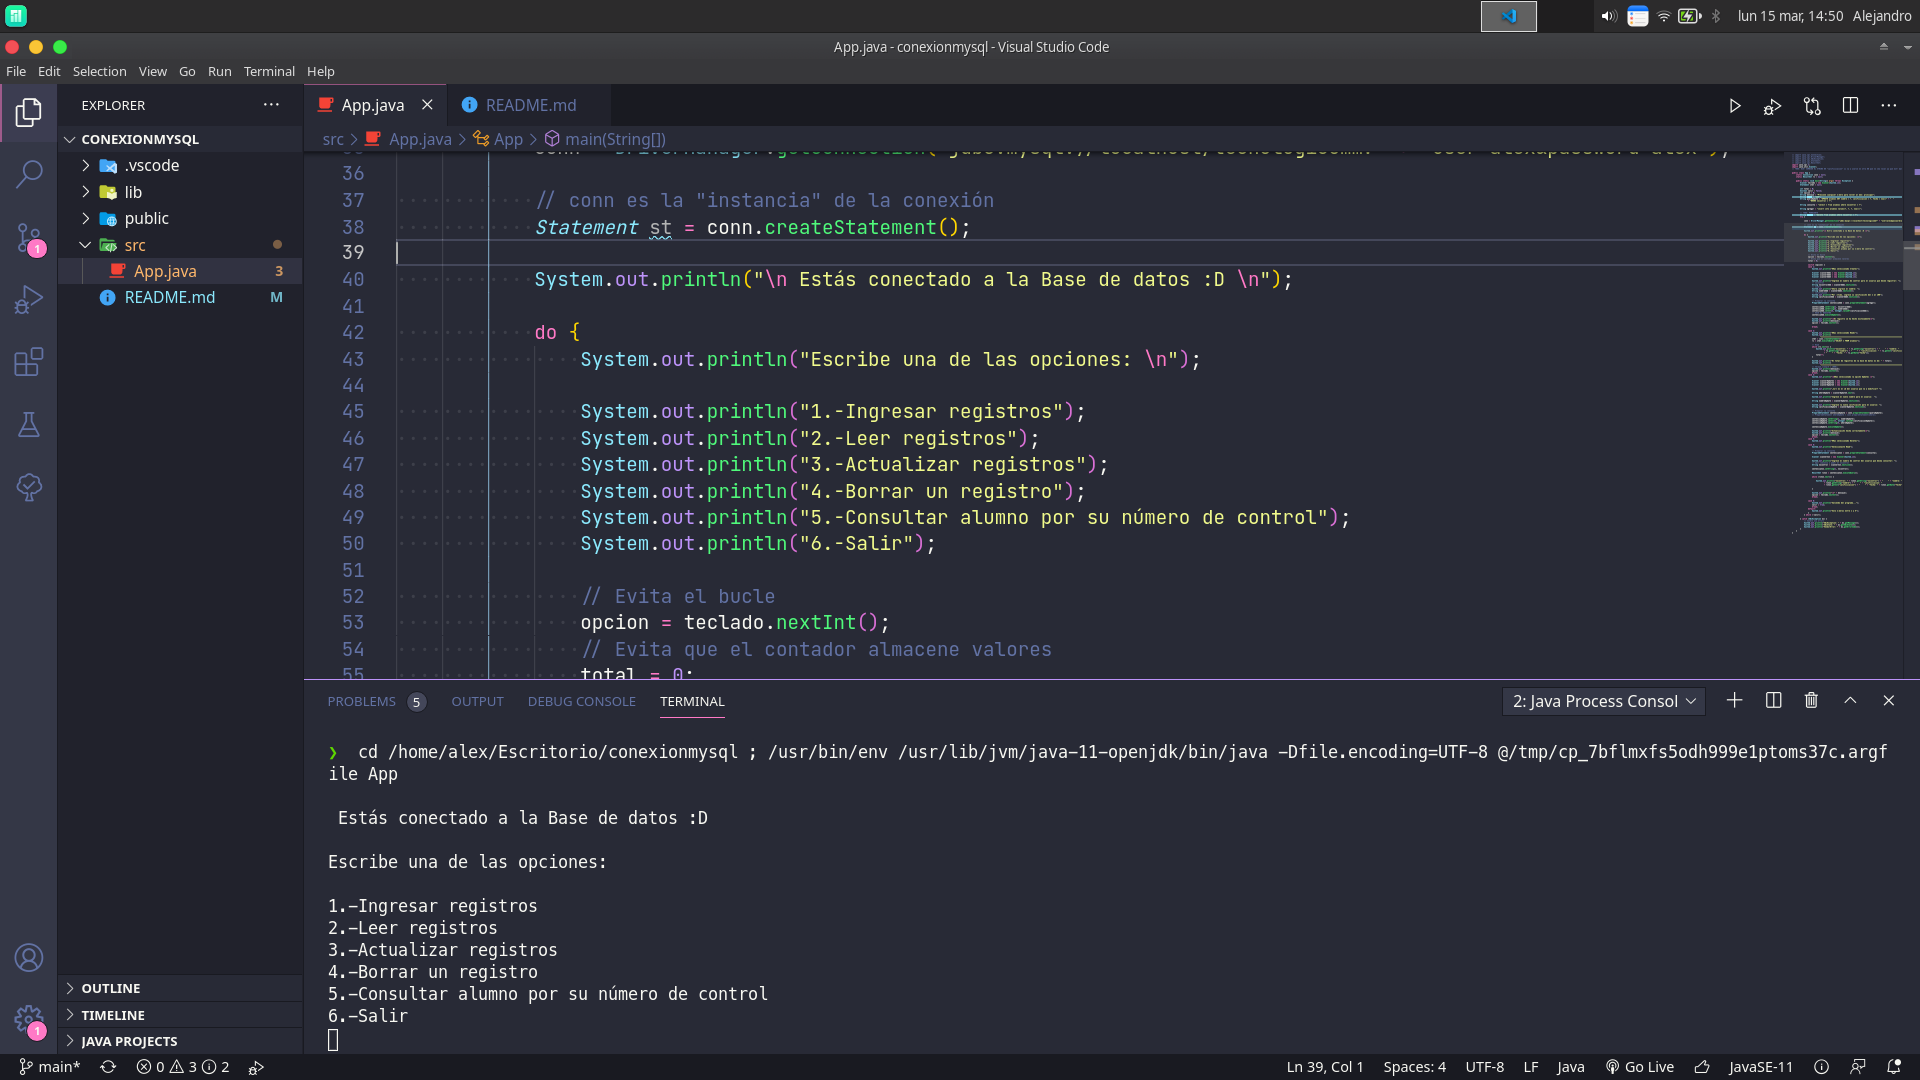 lun 15 mar, 14:50 Alejandro
App.java - conexionmysql - Visual Studio Code
File Edit Selection View Go Run Terminal Help
EXPLORER
App.java
README.md
src > App.java > App > main(String[])
CONEXIONMYSQL
.vscode
lib
public
src
App.java 3
README.md M
1
36
37 // conn es la "instancia" de la conexión
38 Statement st = conn.createStatement();
39
40 System.out.println("\n Estás conectado a la Base de datos :D \n");
41
42 do {
43 System.out.println("Escribe una de las opciones: \n");
44
45 System.out.println("1.-Ingresar registros");
46 System.out.println("2.-Leer registros");
47 System.out.println("3.-Actualizar registros");
48 System.out.println("4.-Borrar un registro");
49 System.out.println("5.-Consultar alumno por su número de control");
50 System.out.println("6.-Salir");
51
52 // Evita el bucle
53 opcion = teclado.nextInt();
54 // Evita que el contador almacene valores
55 total = 0;
PROBLEMS 5 OUTPUT DEBUG CONSOLE TERMINAL
2: Java Process Consol
❯ cd /home/alex/Escritorio/conexionmysql ; /usr/bin/env /usr/lib/jvm/java-11-openjdk/bin/java -Dfile.encoding=UTF-8 @/tmp/cp_7bflmxfs5odh999e1ptoms37c.argf
ile App
Estás conectado a la Base de datos :D
Escribe una de las opciones:
1.-Ingresar registros
2.-Leer registros
3.-Actualizar registros
4.-Borrar un registro
5.-Consultar alumno por su número de control
6.-Salir
OUTLINE
TIMELINE
JAVA PROJECTS
1
main* 0 3 2
Ln 39, Col 1 Spaces: 4 UTF-8 LF Java Go Live JavaSE-11